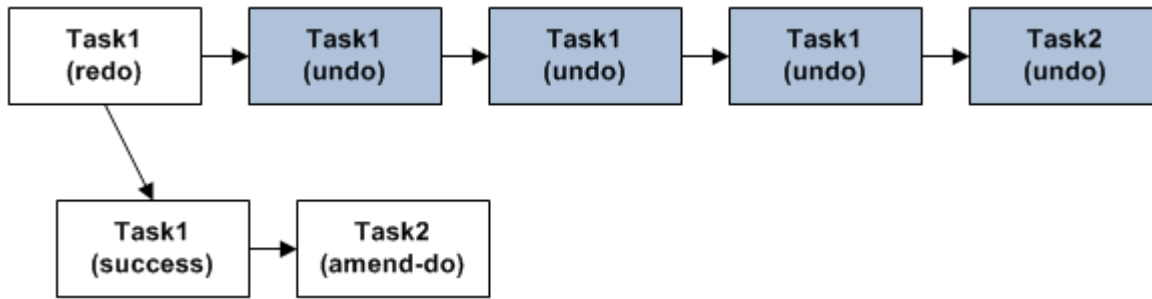 Task1
(redo)
Task1
(undo)
Task1
(undo)
Task1
(undo)
Task2
(undo)
Task1
(success)
Task2
(amend-do)